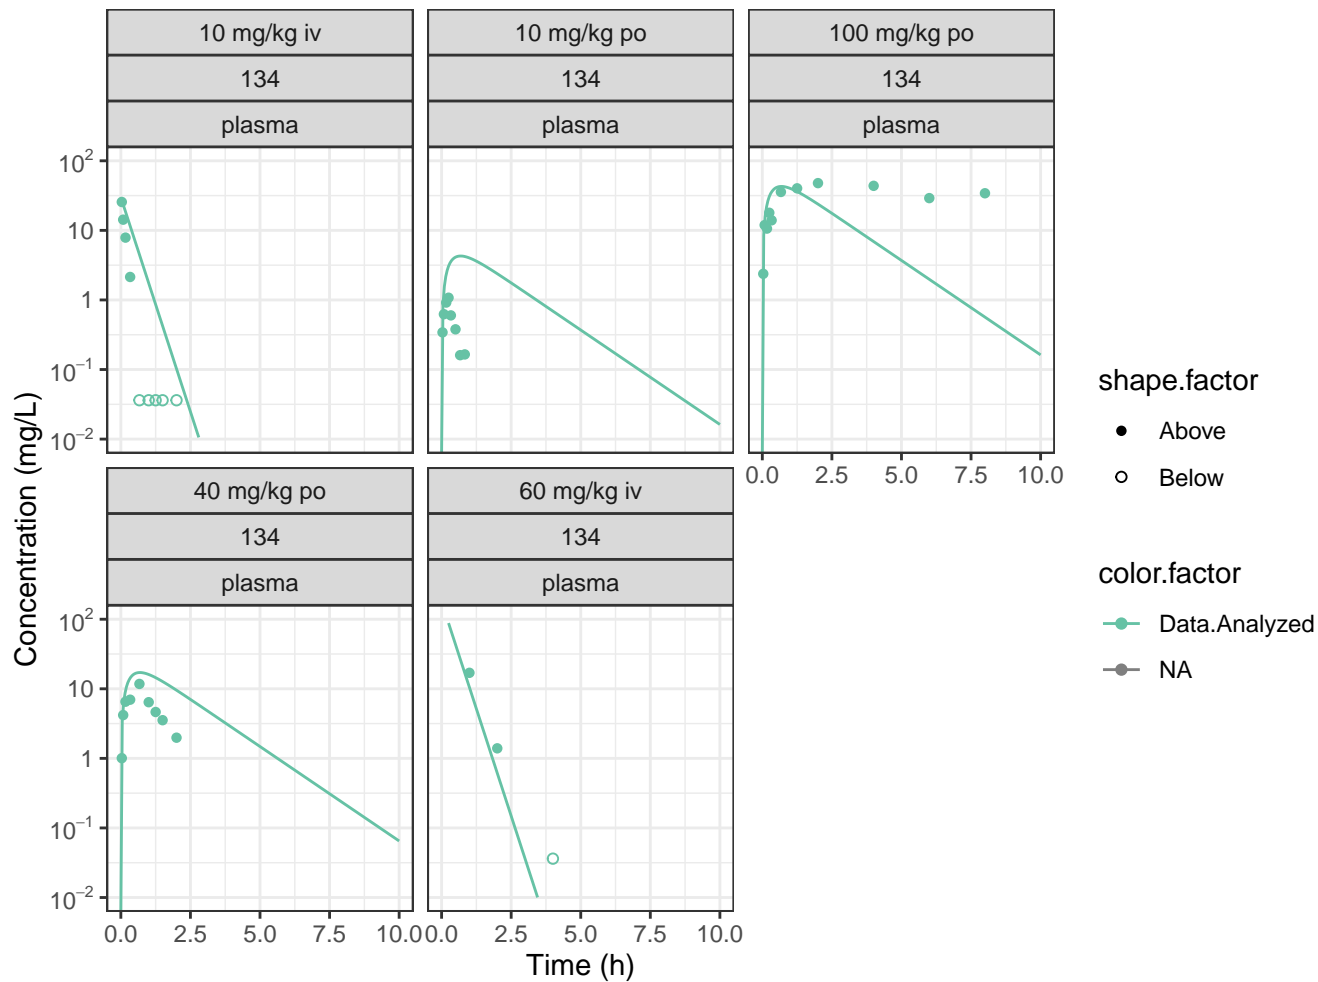 10 mg/kg iv
134
plasma
10 mg/kg po
134
plasma
100 mg/kg po
134
plasma
10²
10
1
10⁻¹
10⁻²
0.0 2.5 5.0 7.5 10.0
40 mg/kg po
134
plasma
60 mg/kg iv
134
plasma
10²
10
1
10⁻¹
10⁻²
0.0 2.5 5.0 7.5 10.0
0.0 2.5 5.0 7.5 10.0
Time (h)
Concentration (mg/L)
shape.factor
Above
Below
color.factor
Data.Analyzed
NA